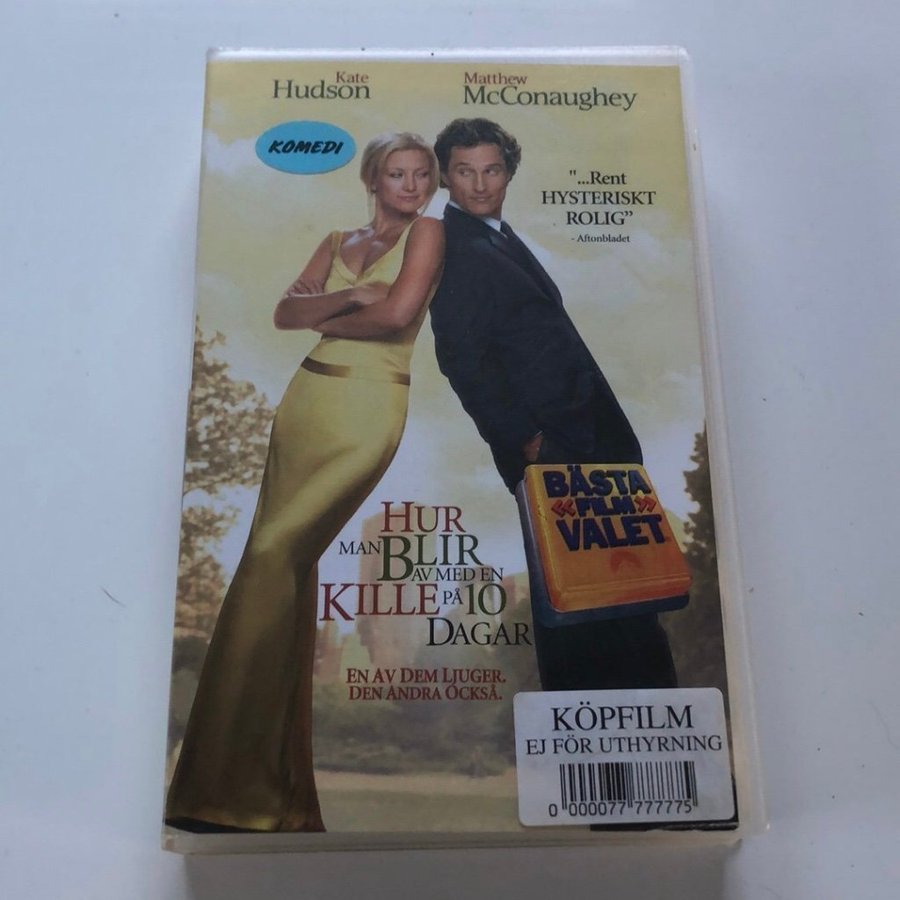 Kate
Hudson
Matthew
McConaughey
KOMEDI
"...Rent
HYSTERISKT
ROLIG"
- Aftonbladet
BÄSTA
«FILM»
VALET
HUR
MAN BLIR
AV MED EN
KILLE PÅ 10
DAGAR
EN AV DEM LJUGER.
DEN ANDRA OCKSÅ.
KÖPFILM
EJ FÖR UTHYRNING
0 000077 777775